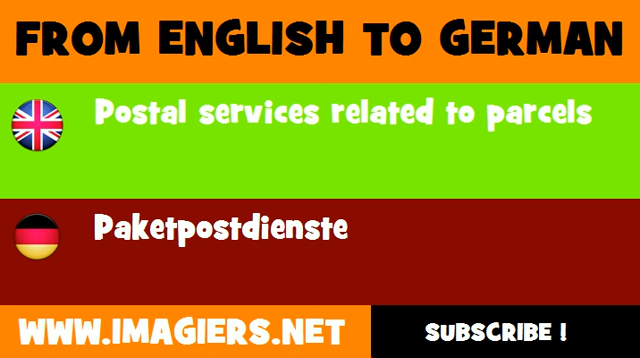 FROM ENGLISH TO GERMAN
Postal services related to parcels
Paketpostdienste
WWW.IMAGIERS.NET
SUBSCRIBE !